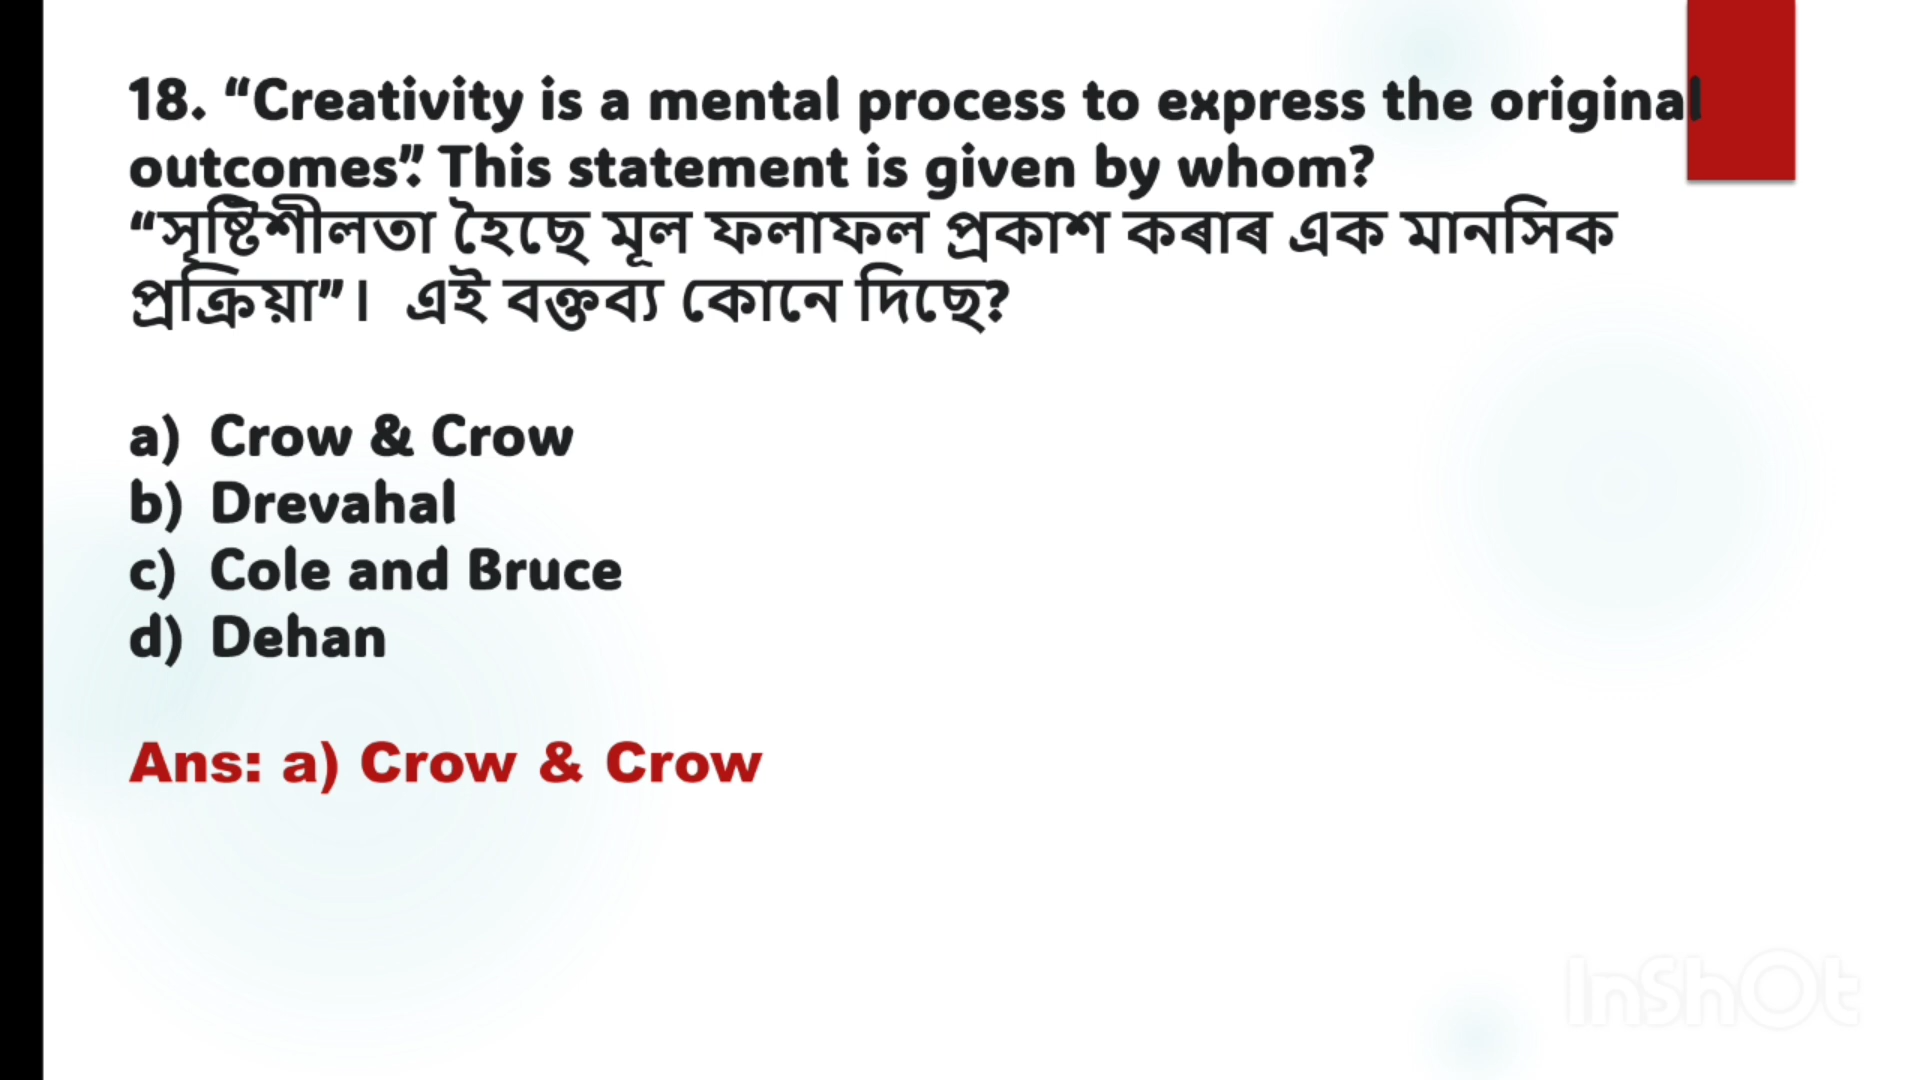 18. “Creativity is a mental process to express the original
outcomes”. This statement is given by whom?
“সৃষ্টিশীলতা হৈছে মূল ফলাফল প্ৰকাশ কৰাৰ এক মানসিক
প্ৰক্ৰিয়া”। এই বক্তব্য কোনে দিছে?
a) Crow & Crow
b) Drevahal
c) Cole and Bruce
d) Dehan
Ans: a) Crow & Crow
InShOt